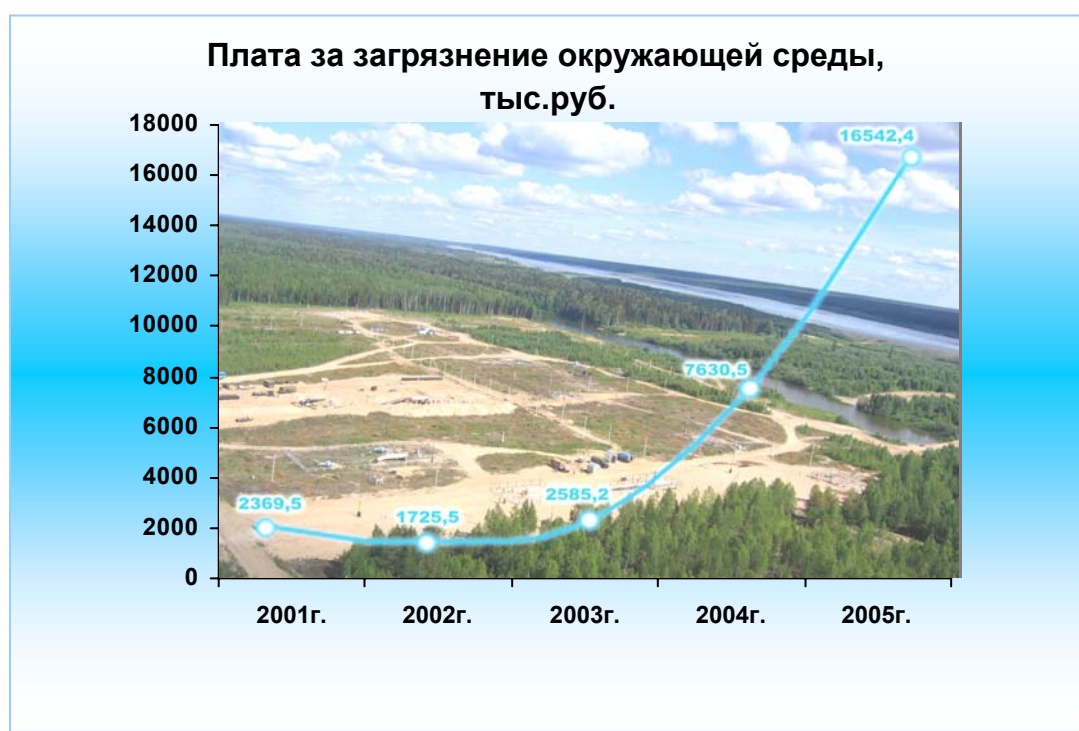 Плата за загрязнение окружающей среды,
тыс.руб.
18000
16000
14000
12000
10000
8000
6000
4000
2000
0
2369,5
1725,5
2585,2
7630,5
16542,4
2001г.
2002г.
2003г.
2004г.
2005г.